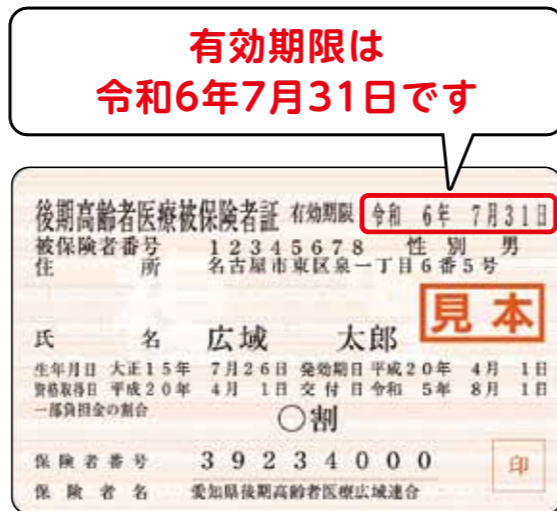 有効期限は
令和6年7月31日です
後期高齢者医療被保険者証 有効期限 令和 6年 7月31日
被保険者番号 12345678 性別 男
住所 名古屋市東区泉一丁目6番5号
見本
氏名 広域 太郎
生年月日 大正15年 7月26日 発効期日 平成20年 4月 1日
資格取得日 平成20年 4月 1日 交付日 令和 5年 8月 1日
一部負担金の割合
〇割
保険者番号 39234000
印
保険者名 愛知県後期高齢者医療広域連合